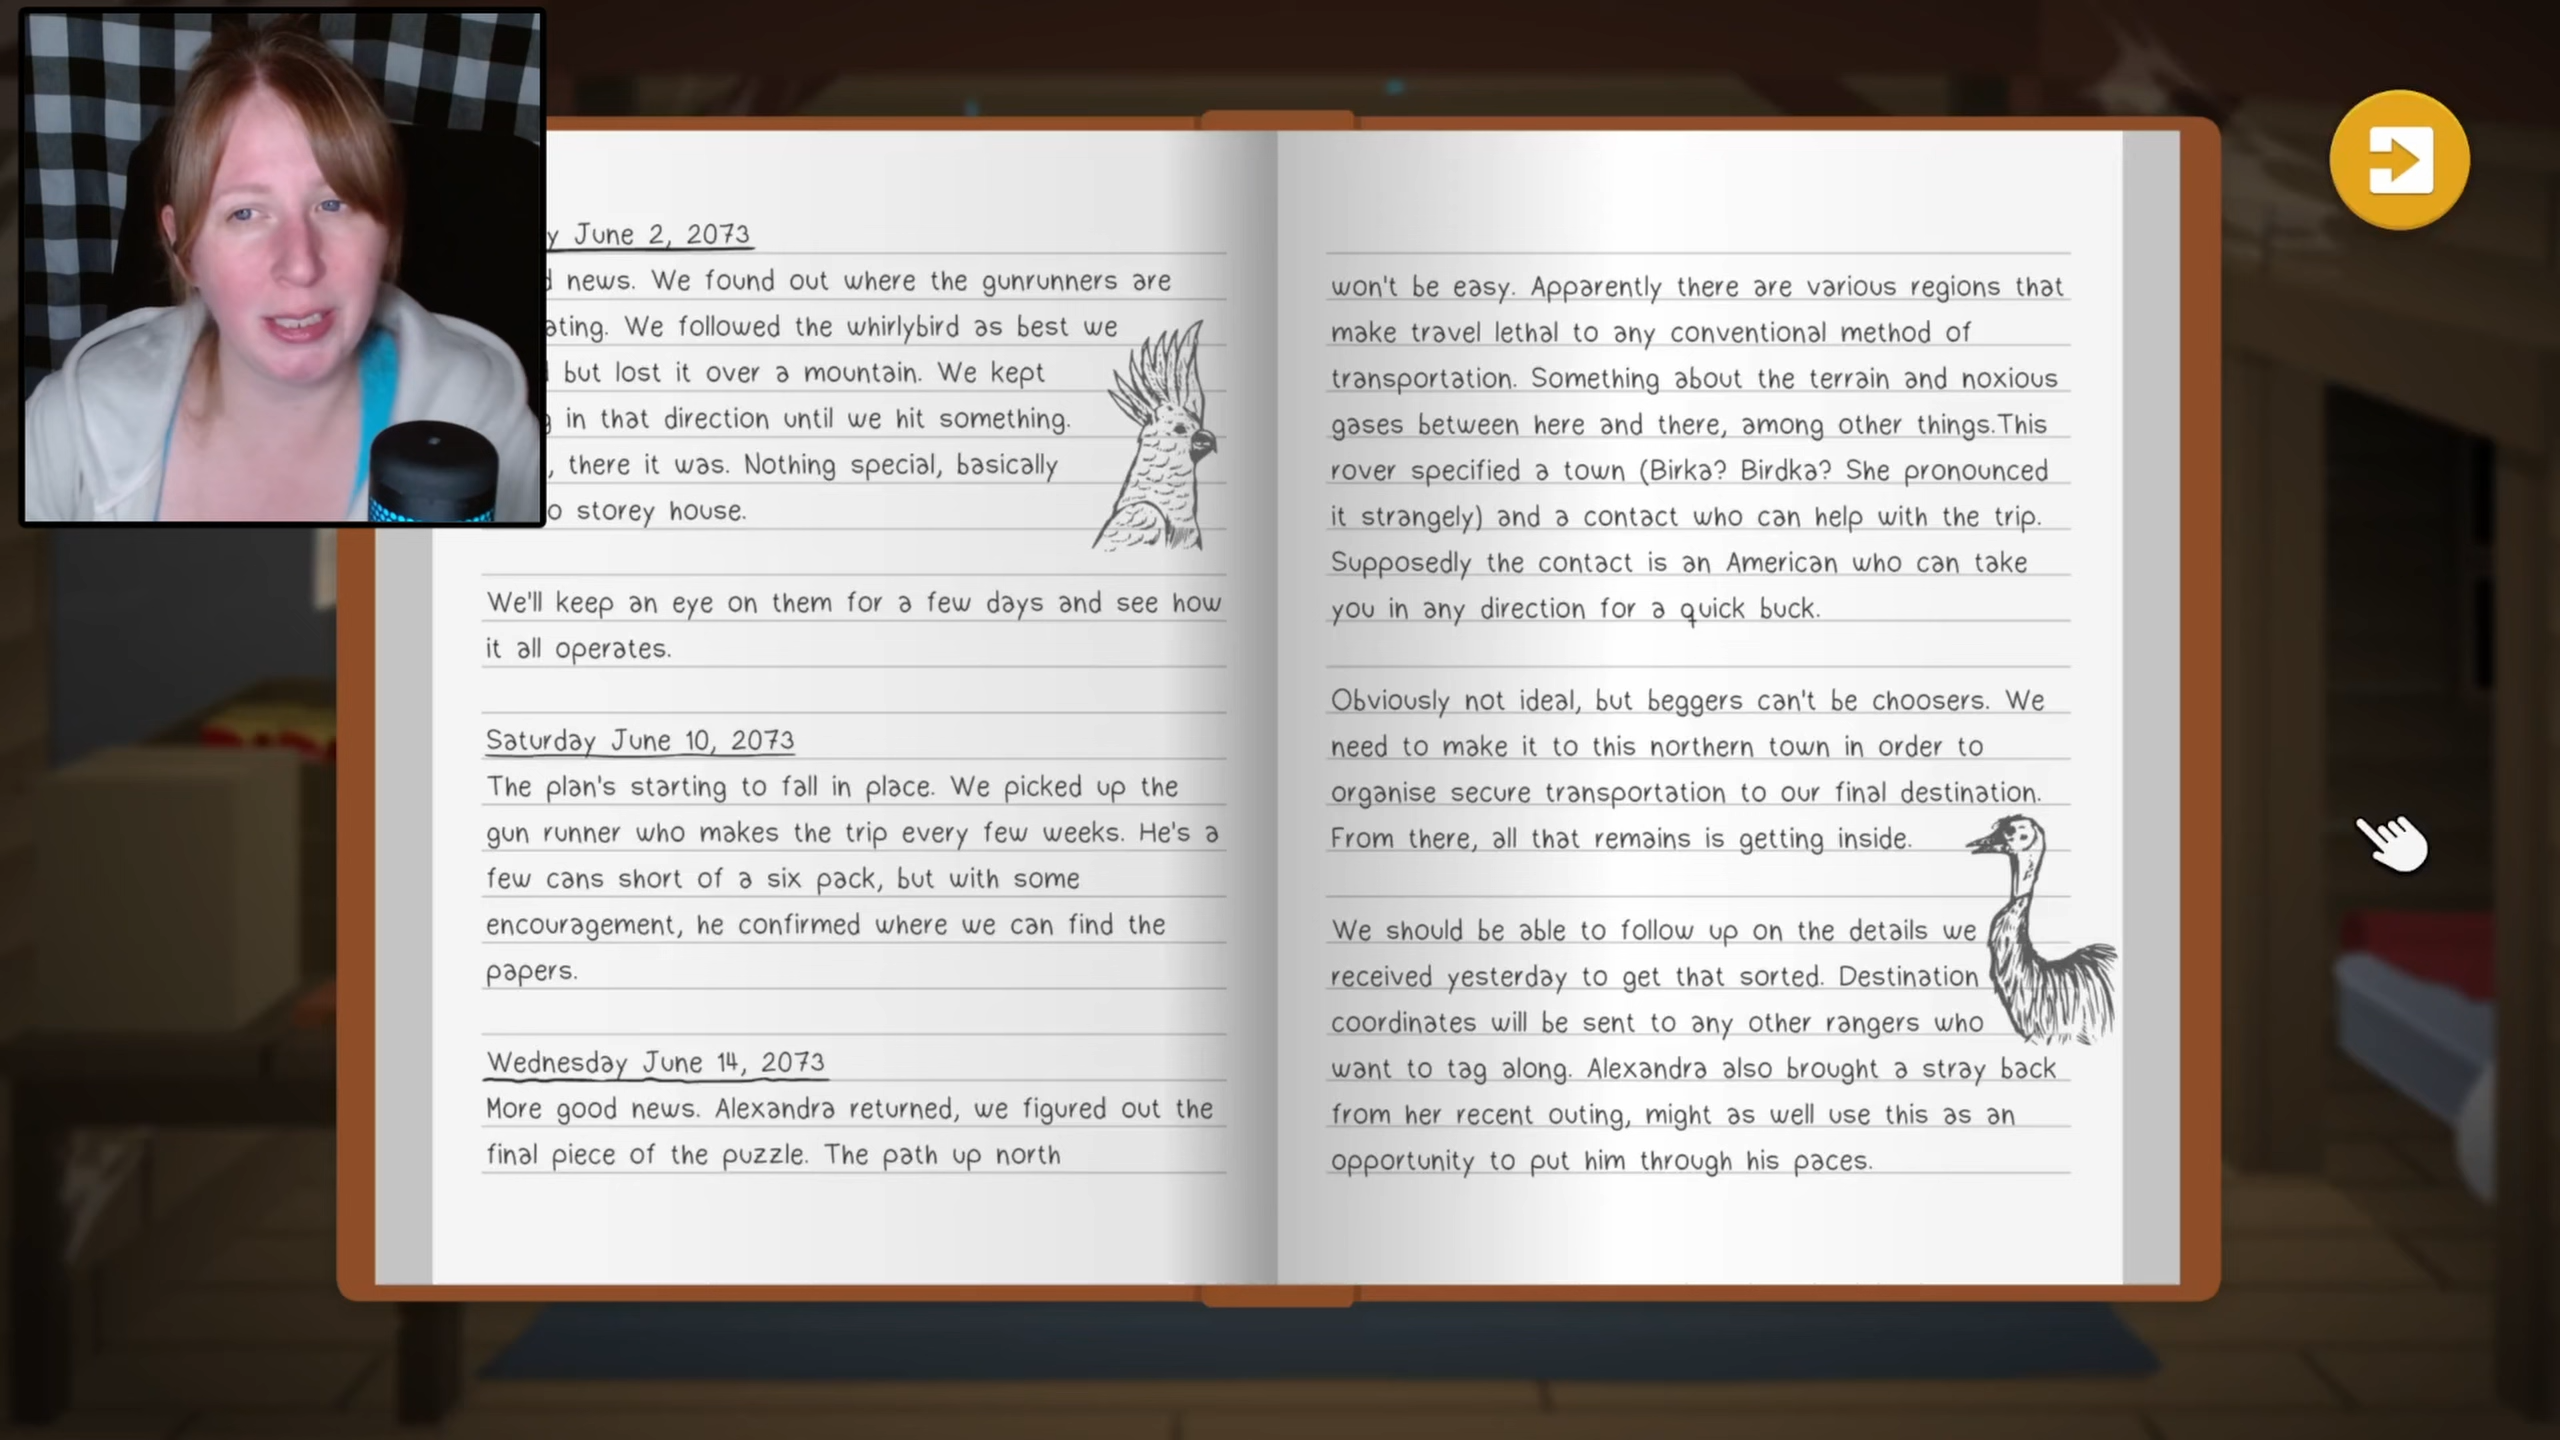 June 2, 2073
news. We found out where the gunrunners are
We followed the whirlybird as best we
but lost it over a mountain. We kept
in that direction until we hit something.
there it was. Nothing special, basically
storey house.
We'll keep an eye on them for a few days and see how
it all operates.
Saturday June 10, 2073
The plan's starting to fall in place. We picked up the
gun runner who makes the trip every few weeks. He's a
few cans short of a six pack, but with some
encouragement, he confirmed where we can find the
papers.
Wednesday June 14, 2073
More good news. Alexandra returned, we figured out the
final piece of the puzzle. The path up north
won't be easy. Apparently there are various regions that
make travel lethal to any conventional method of
transportation. Something about the terrain and noxious
gases between here and there, among other things.This
rover specified a town (Birka? Birdka? She pronounced
it strangely) and a contact who can help with the trip.
Supposedly the contact is an American who can take
you in any direction for a quick buck.
Obviously not ideal, but beggers can't be choosers. We
need to make it to this northern town in order to
organise secure transportation to our final destination.
From there, all that remains is getting inside.
We should be able to follow up on the details we
received yesterday to get that sorted. Destination
coordinates will be sent to any other rangers who
want to tag along. Alexandra also brought a stray back
from her recent outing, might as well use this as an
opportunity to put him through his paces.